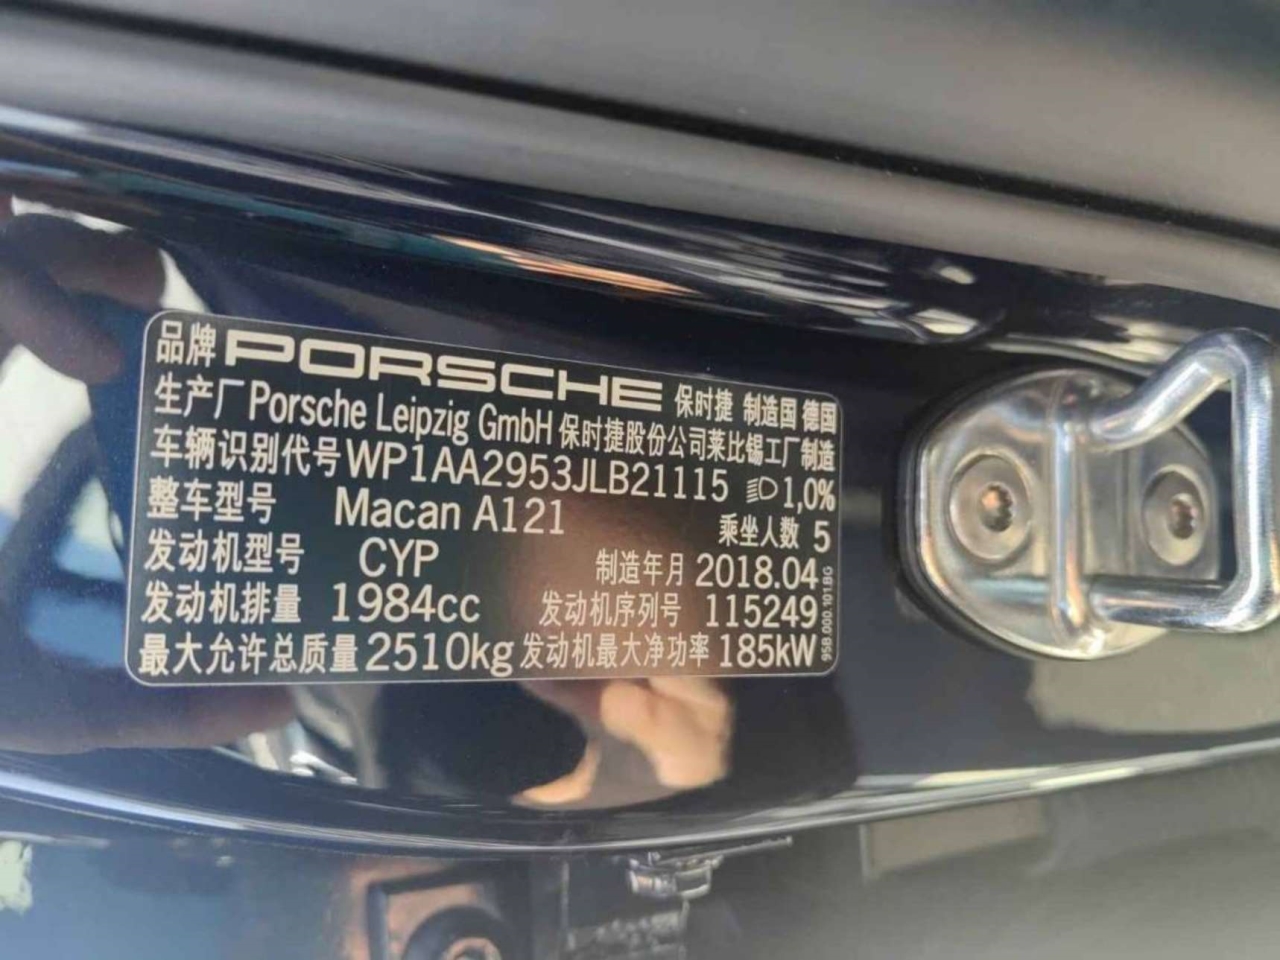 品牌 PORSCHE 保时捷 制造国 德国
生产厂 Porsche Leipzig GmbH 保时捷股份公司莱比锡工厂制造
车辆识别代号 WP1AA2953JLB21115 1,0%
整车型号 Macan A121 乘坐人数 5
发动机型号 CYP 制造年月 2018.04
发动机排量 1984cc 发动机序列号 115249
最大允许总质量 2510kg 发动机最大净功率 185kW
95B.000.101.BG